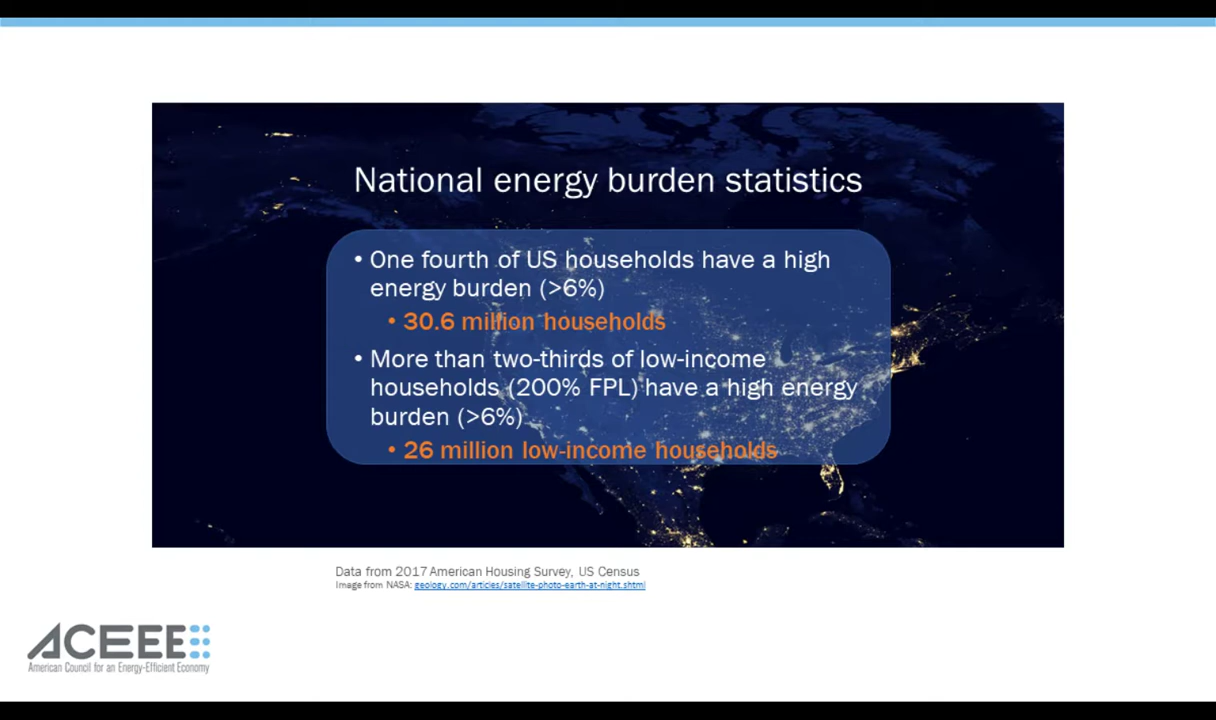 National energy burden statistics
• One fourth of US households have a high
energy burden (>6%)
• 30.6 million households
• More than two-thirds of low-income
households (200% FPL) have a high energy
burden (>6%)
• 26 million low-income households
Data from 2017 American Housing Survey, US Census
Image from NASA: geology.com/articles/satellite-photo-earth-at-night.shtml
ACEEE
American Council for an Energy-Efficient Economy